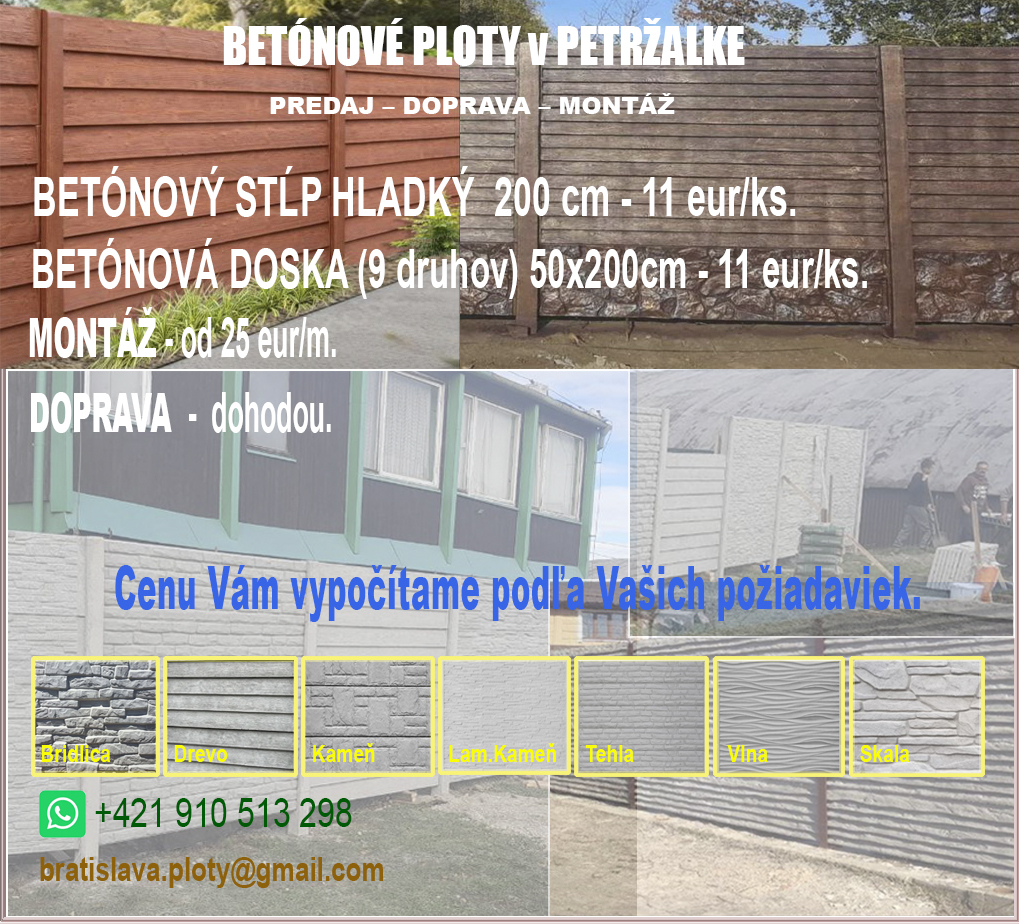 BETÓNOVÉ PLOTY v PETRŽALKE
PREDAJ – DOPRAVA – MONTÁŽ
BETÓNOVÝ STĹP HLADKÝ 200 cm - 11 eur/ks.
BETÓNOVÁ DOSKA (9 druhov) 50x200cm - 11 eur/ks.
MONTÁŽ - od 25 eur/m.
DOPRAVA - dohodou.
Cenu Vám vypočítame podľa Vašich požiadaviek.
Bridlica Drevo Kameň Lam.Kameň Tehla Vlna Skala
+421 910 513 298
bratislava.ploty@gmail.com